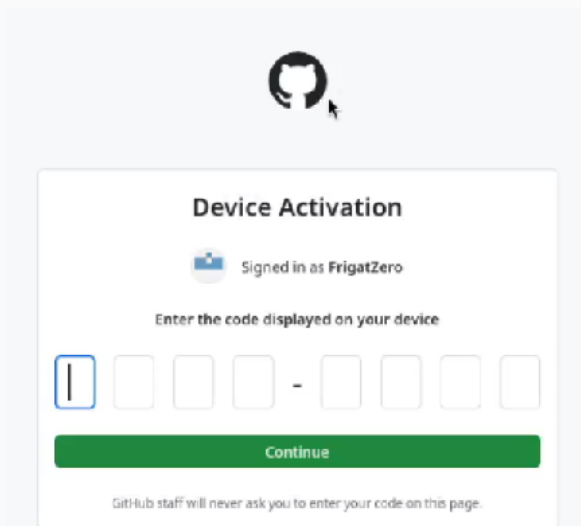 Device Activation
Signed in as FrigatZero
Enter the code displayed on your device
-
Continue
GitHub staff will never ask you to enter your code on this page.